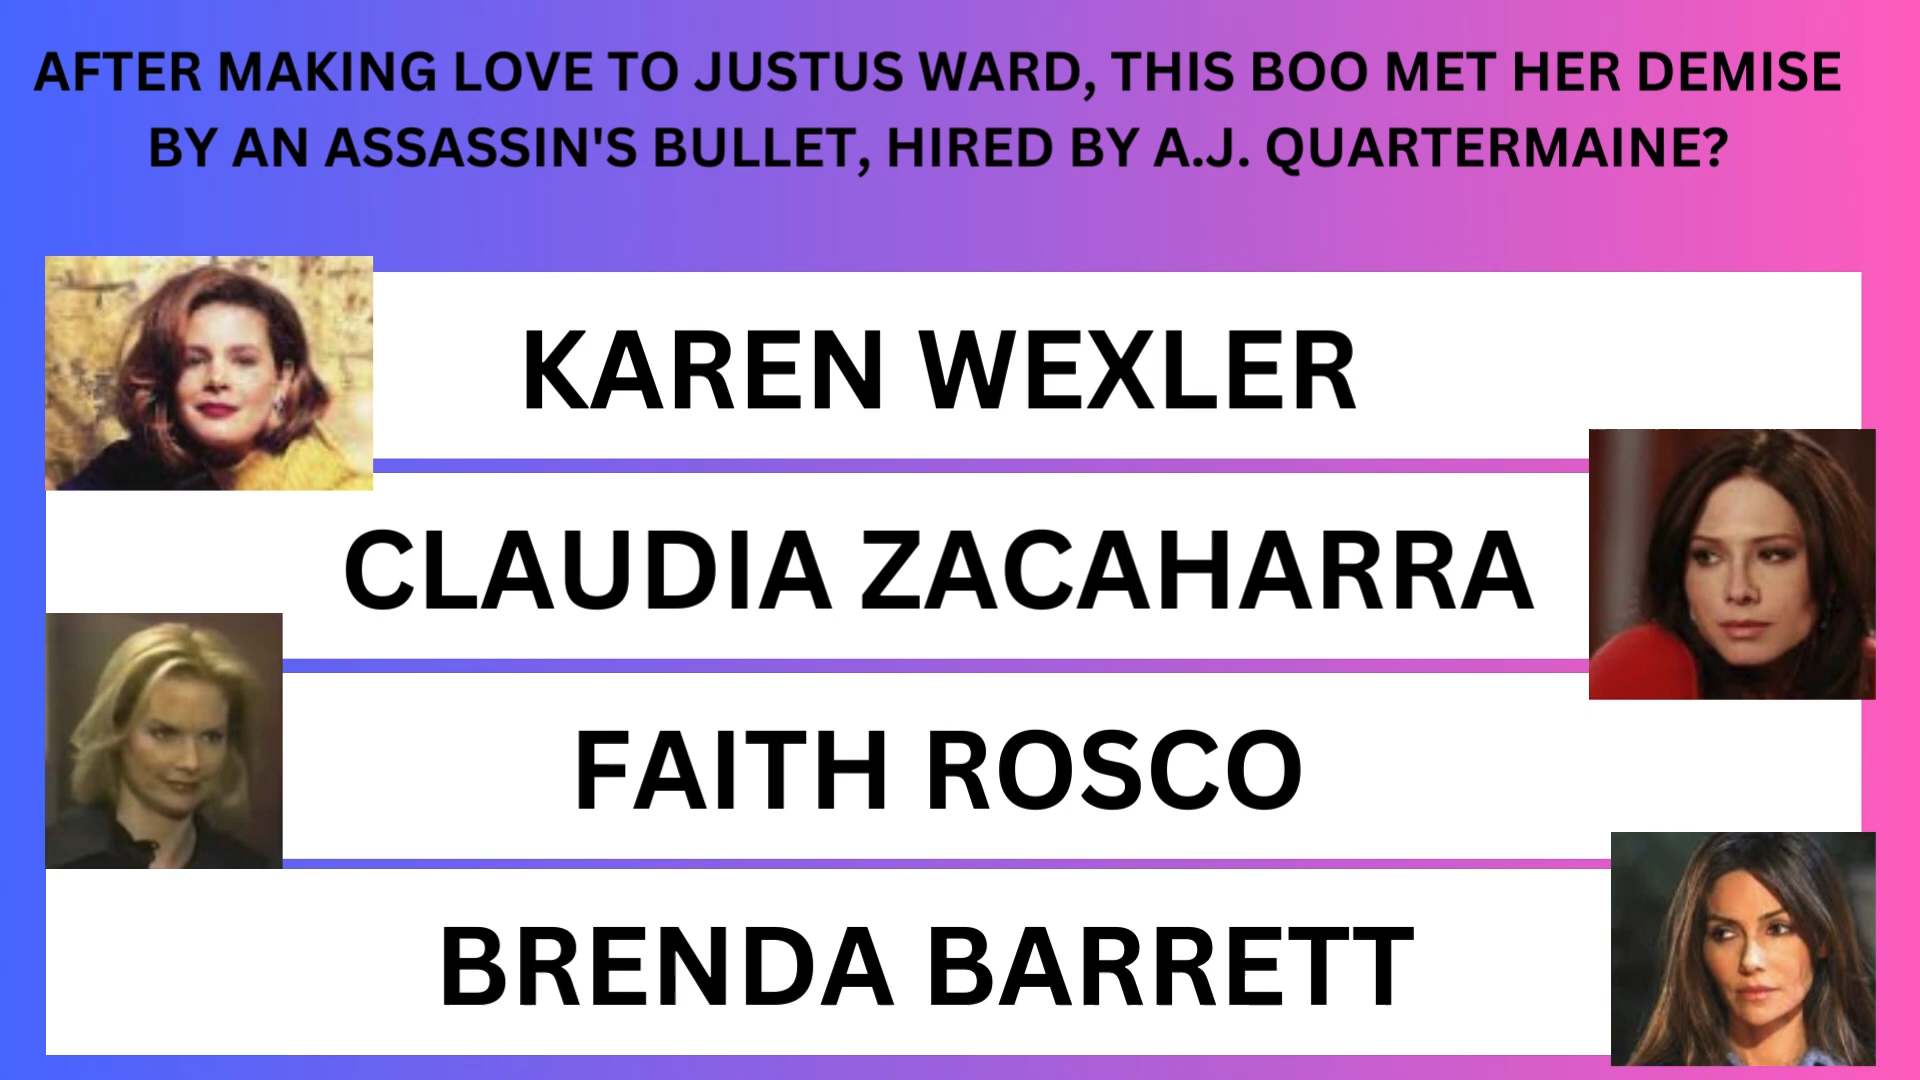 AFTER MAKING LOVE TO JUSTUS WARD, THIS BOO MET HER DEMISE
BY AN ASSASSIN'S BULLET, HIRED BY A.J. QUARTERMAINE?
KAREN WEXLER
CLAUDIA ZACAHARRA
FAITH ROSCO
BRENDA BARRETT